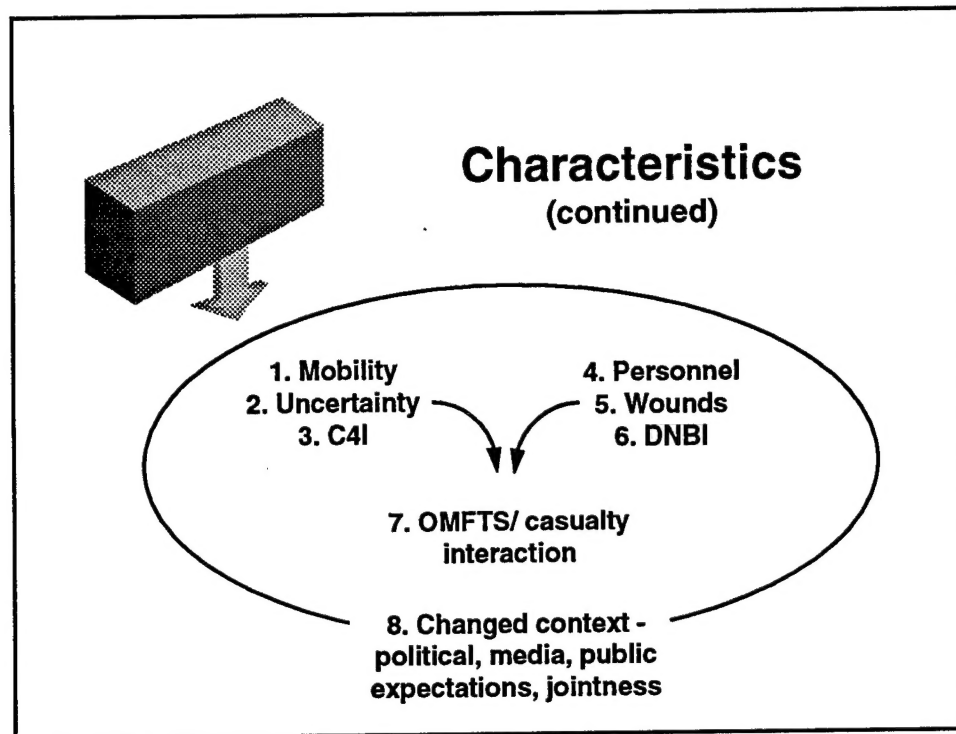 Characteristics
(continued)
1. Mobility
2. Uncertainty
3. C4I
4. Personnel
5. Wounds
6. DNBI
7. OMFTS/ casualty
interaction
8. Changed context -
political, media, public
expectations, jointness